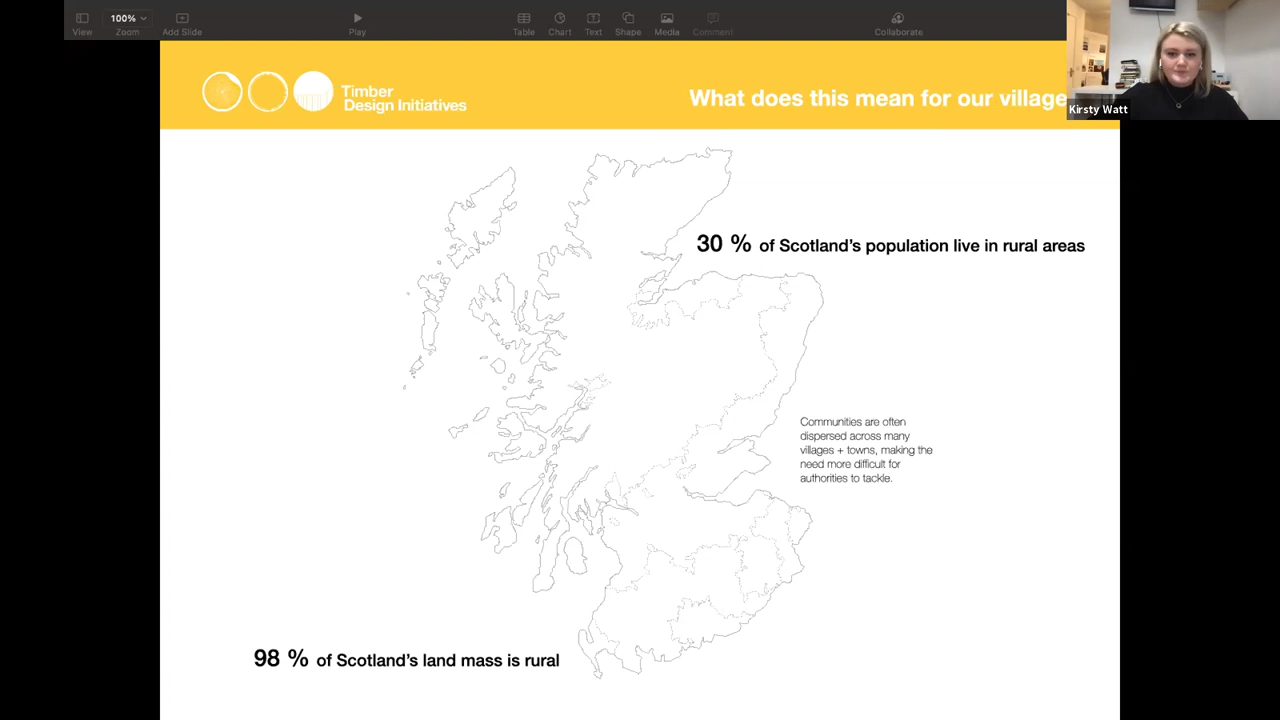 100%
View
Zoom
Add Slide
Play
Table
Chart
Text
Shape
Media
Comment
Collaborate
Kirsty Watt
Timber
Design Initiatives
What does this mean for our village
30 % of Scotland's population live in rural areas
Communities are often
dispersed across many
villages + towns, making the
need more difficult for
authorities to tackle.
98 % of Scotland's land mass is rural